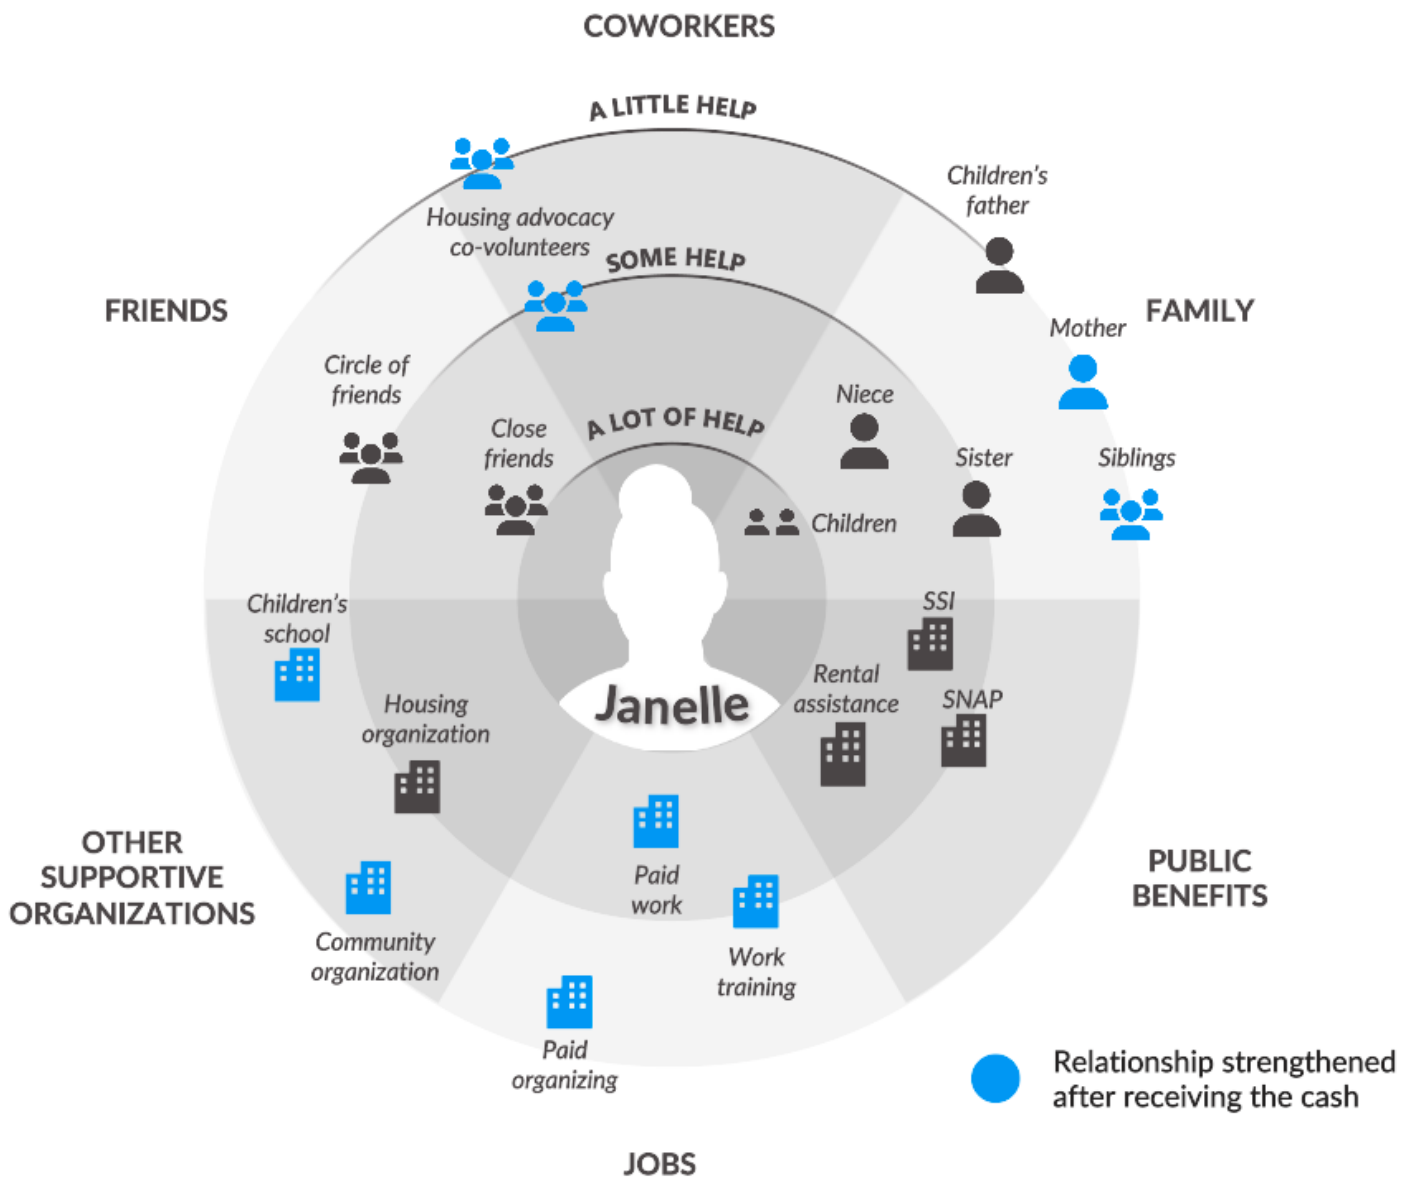 COWORKERS
A LITTLE HELP
Children's
father
Housing advocacy
co-volunteers
SOME HELP
FRIENDS
FAMILY
Mother
Circle of
friends
Niece
Close
friends
A LOT OF HELP
Sister
Siblings
Children
Children's
school
SSI
Rental
assistance
SNAP
Housing
organization
Janelle
OTHER
SUPPORTIVE
ORGANIZATIONS
PUBLIC
BENEFITS
Paid
work
Community
organization
Work
training
Paid
organizing
Relationship strengthened
after receiving the cash
JOBS